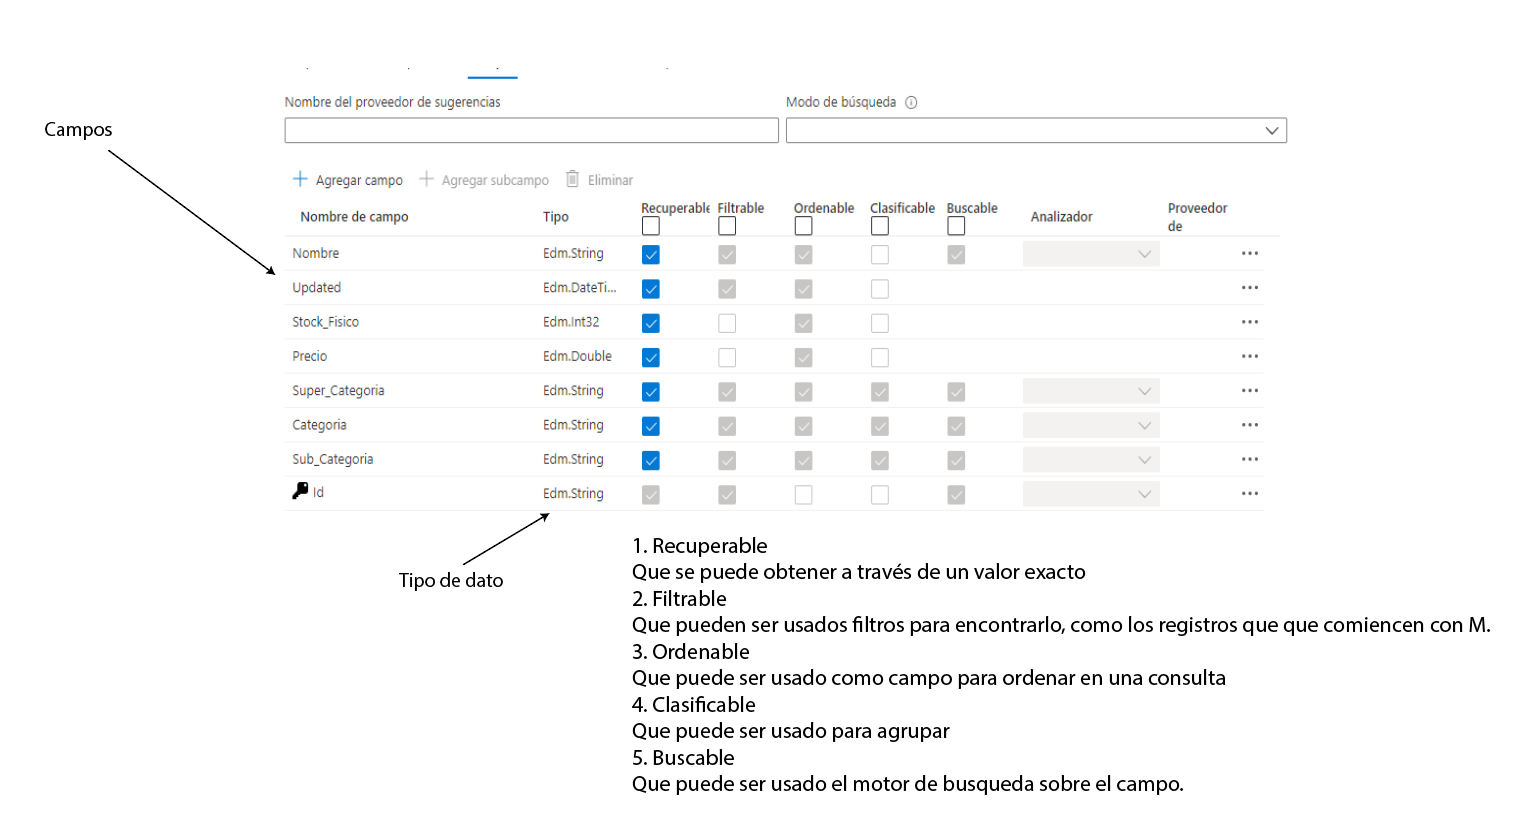 Nombre del proveedor de sugerencias
Modo de búsqueda
Campos
Agregar campo Agregar subcampo Eliminar
Nombre de campo Tipo Recuperable Filtrable Ordenable Clasificable Buscable Analizador Proveedor de
Nombre Edm.String
Updated Edm.DateTi...
Stock_Fisico Edm.Int32
Precio Edm.Double
Super_Categoria Edm.String
Categoria Edm.String
Sub_Categoria Edm.String
Id Edm.String
Tipo de dato
1. Recuperable
Que se puede obtener a través de un valor exacto
2. Filtrable
Que pueden ser usados filtros para encontrarlo, como los registros que que comiencen con M.
3. Ordenable
Que puede ser usado como campo para ordenar en una consulta
4. Clasificable
Que puede ser usado para agrupar
5. Buscable
Que puede ser usado el motor de busqueda sobre el campo.